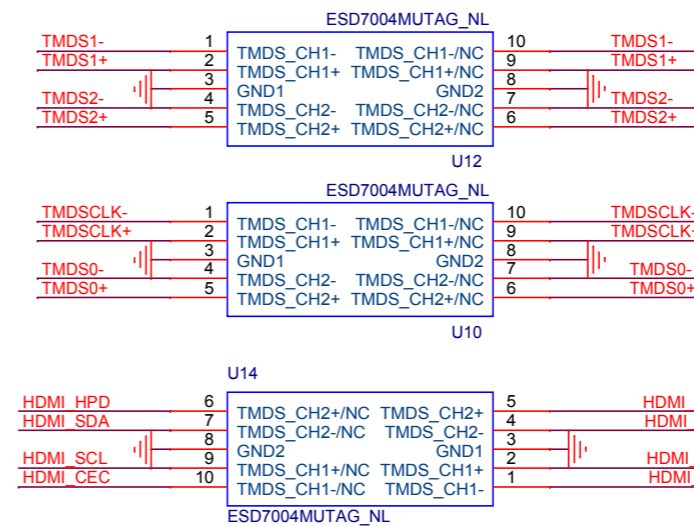 ESD7004MUTAG_NL
TMDS1- 1 TMDS_CH1- TMDS_CH1-/NC 10 TMDS1-
TMDS1+ 2 TMDS_CH1+ TMDS_CH1+/NC 9 TMDS1+
3 GND1 GND2 8
TMDS2- 4 TMDS_CH2- TMDS_CH2-/NC 7 TMDS2-
TMDS2+ 5 TMDS_CH2+ TMDS_CH2+/NC 6 TMDS2+
U12
ESD7004MUTAG_NL
TMDSCLK- 1 TMDS_CH1- TMDS_CH1-/NC 10 TMDSCLK-
TMDSCLK+ 2 TMDS_CH1+ TMDS_CH1+/NC 9 TMDSCLK+
3 GND1 GND2 8
TMDS0- 4 TMDS_CH2- TMDS_CH2-/NC 7 TMDS0-
TMDS0+ 5 TMDS_CH2+ TMDS_CH2+/NC 6 TMDS0+
U10
U14
HDMI_HPD 6 TMDS_CH2+/NC TMDS_CH2+ 5 HDMI_
HDMI_SDA 7 TMDS_CH2-/NC TMDS_CH2- 4 HDMI_
8 GND2 GND1 3
HDMI_SCL 9 TMDS_CH1+/NC TMDS_CH1+ 2 HDMI_
HDMI_CEC 10 TMDS_CH1-/NC TMDS_CH1- 1 HDMI_
ESD7004MUTAG_NL